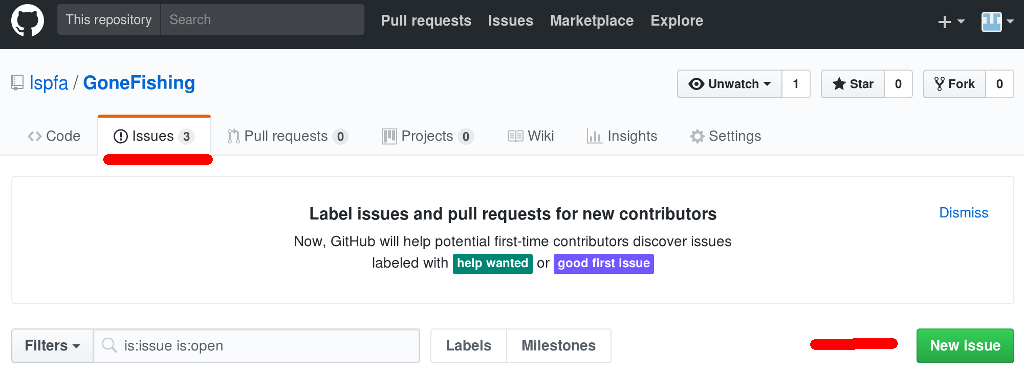 This repository Search Pull requests Issues Marketplace Explore
lspfa / GoneFishing Unwatch 1 Star 0 Fork 0
Code Issues 3 Pull requests 0 Projects 0 Wiki Insights Settings
Label issues and pull requests for new contributors Dismiss
Now, GitHub will help potential first-time contributors discover issues
labeled with help wanted or good first issue
Filters is:issue is:open Labels Milestones New Issue